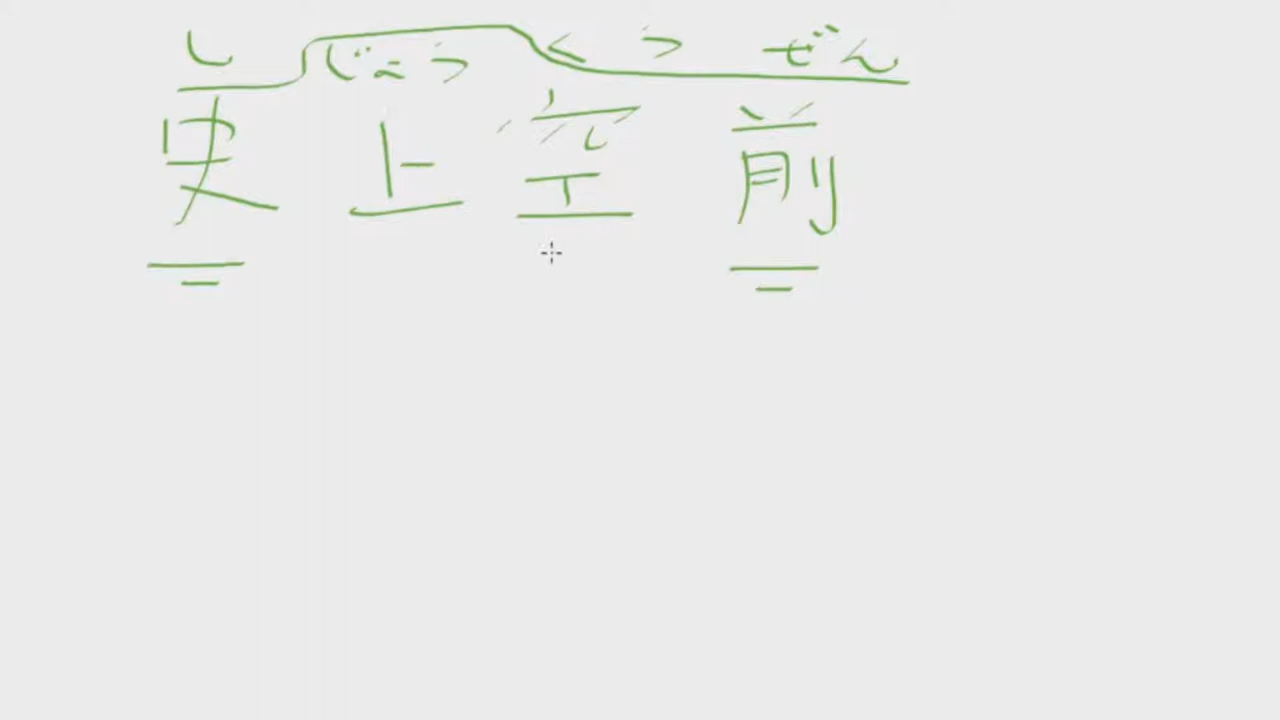 し じょう くう ぜん
史 上 空 前